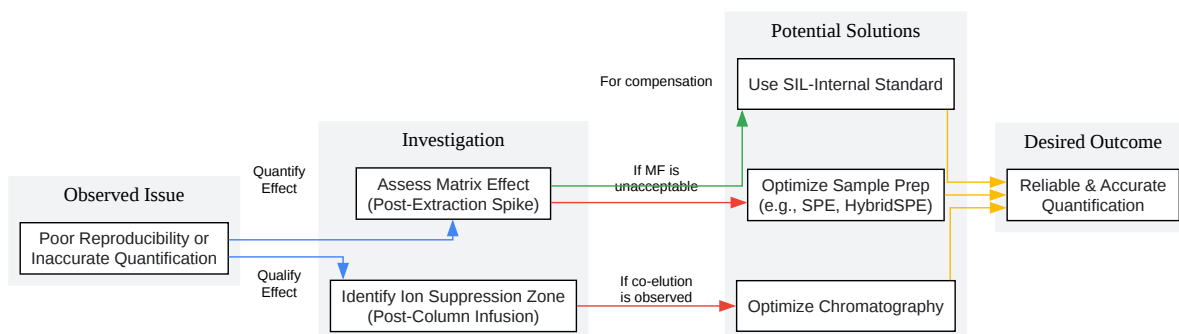 Observed Issue
Poor Reproducibility or
Inaccurate Quantification
Quantify
Effect
Qualify
Effect
Investigation
Assess Matrix Effect
(Post-Extraction Spike)
Identify Ion Suppression Zone
(Post-Column Infusion)
For compensation
If MF is
unacceptable
If co-elution
is observed
Potential Solutions
Use SIL-Internal Standard
Optimize Sample Prep
(e.g., SPE, HybridSPE)
Optimize Chromatography
Desired Outcome
Reliable & Accurate
Quantification